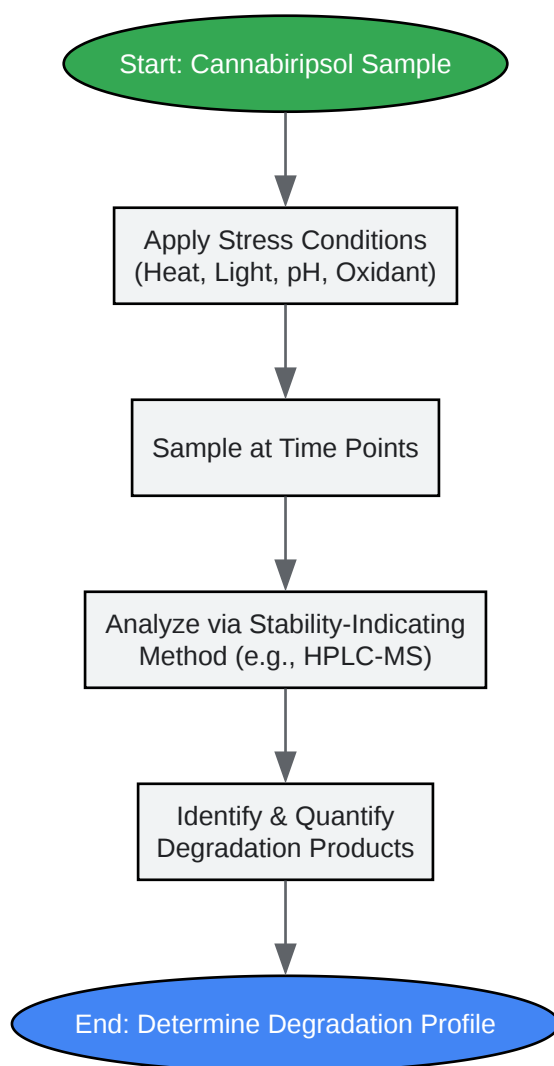 Start: Cannabiripsol Sample
Apply Stress Conditions
(Heat, Light, pH, Oxidant)
Sample at Time Points
Analyze via Stability-Indicating
Method (e.g., HPLC-MS)
Identify & Quantify
Degradation Products
End: Determine Degradation Profile